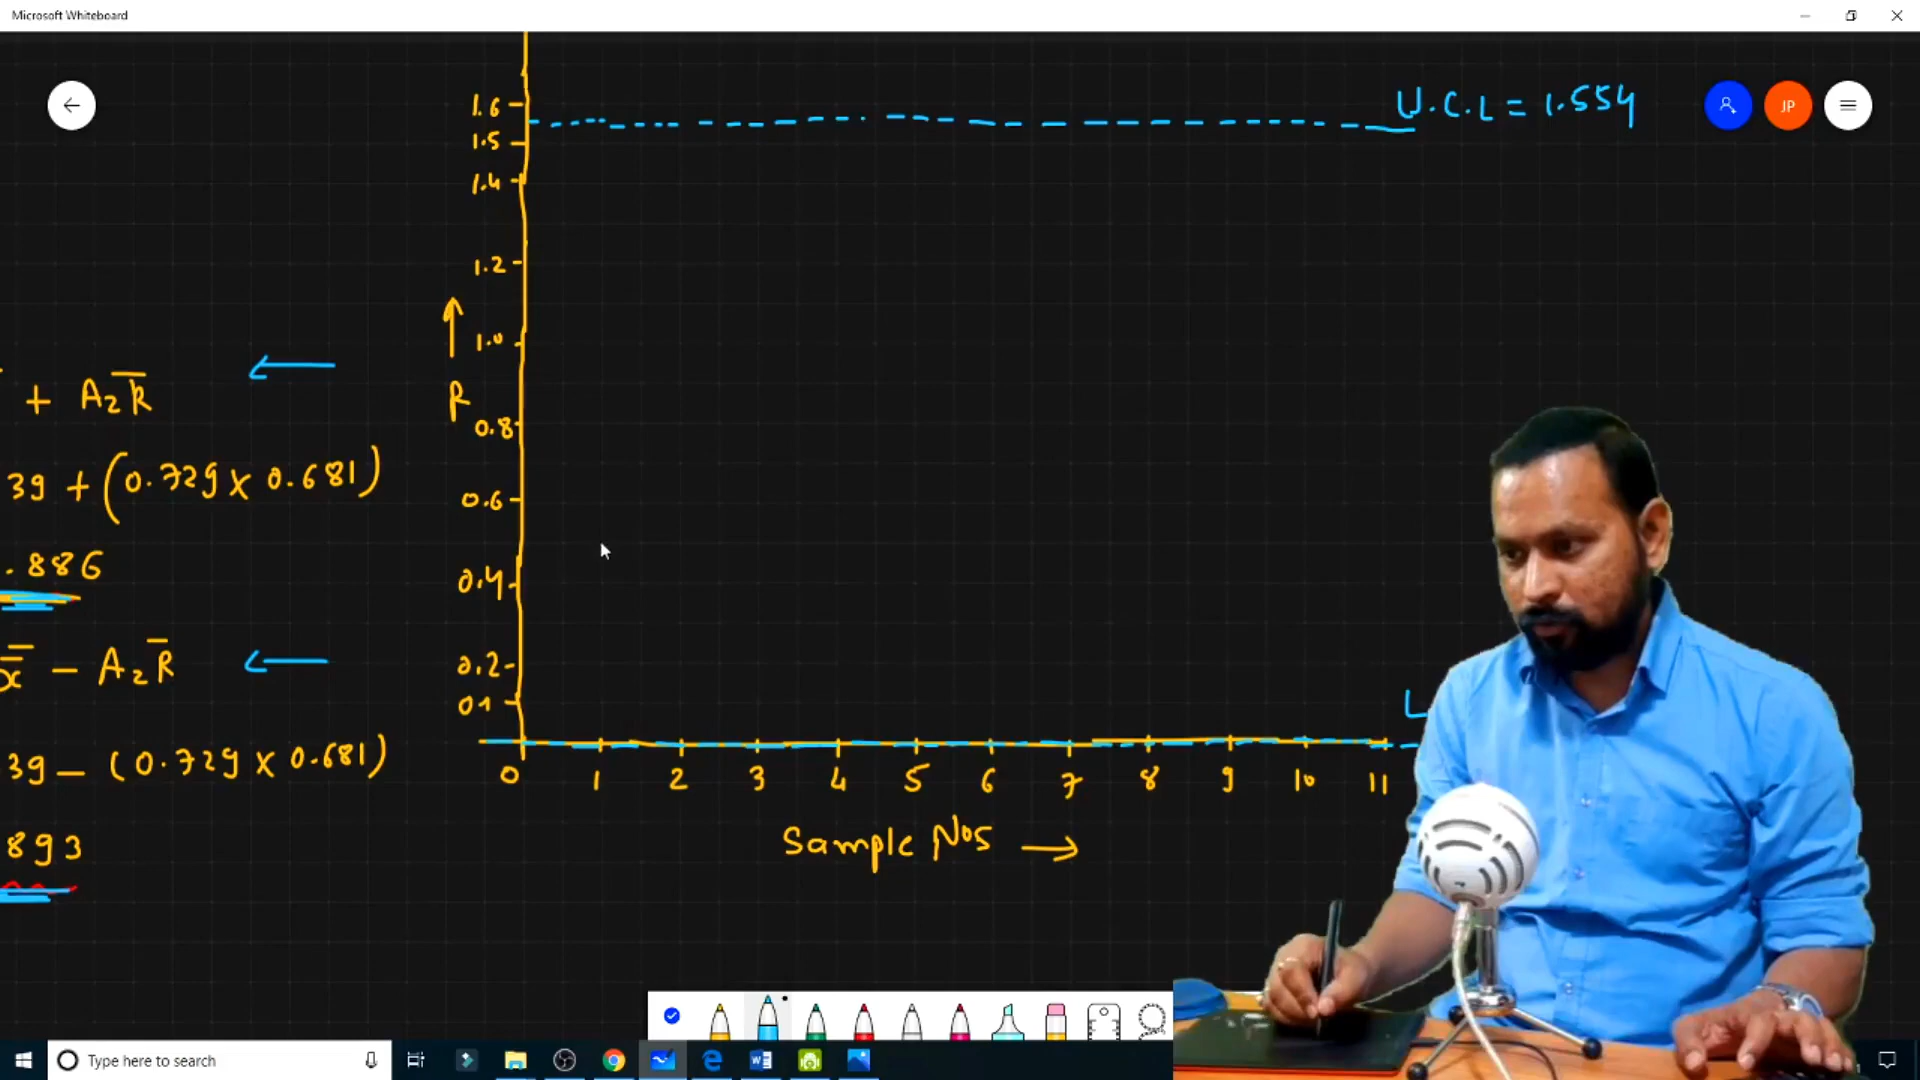 Microsoft Whiteboard
1.6
U.C.L = 1.554
JP
1.5
1.4
1.2
1.0
R
0.8
0.6
0.4
0.2
01
+ A₂R̅
39 + (0.729 x 0.681)
.886
x̿ − A₂R̅
39 − (0.729 x 0.681)
893
L
0 1 2 3 4 5 6 7 8 9 10 11
Sample Nos →
Type here to search